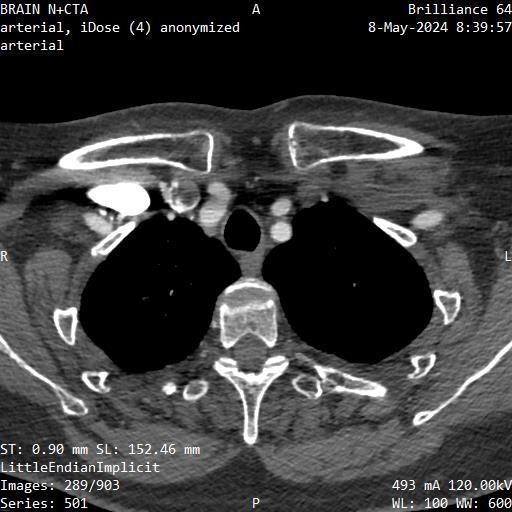 BRAIN N+CTA
A
Brilliance 64
arterial, iDose (4) anonymized
8-May-2024 8:39:57
arterial
R
L
ST: 0.90 mm SL: 152.46 mm
LittleEndianImplicit
Images: 289/903
493 mA 120.00kV
Series: 501
P
WL: 100 WW: 600